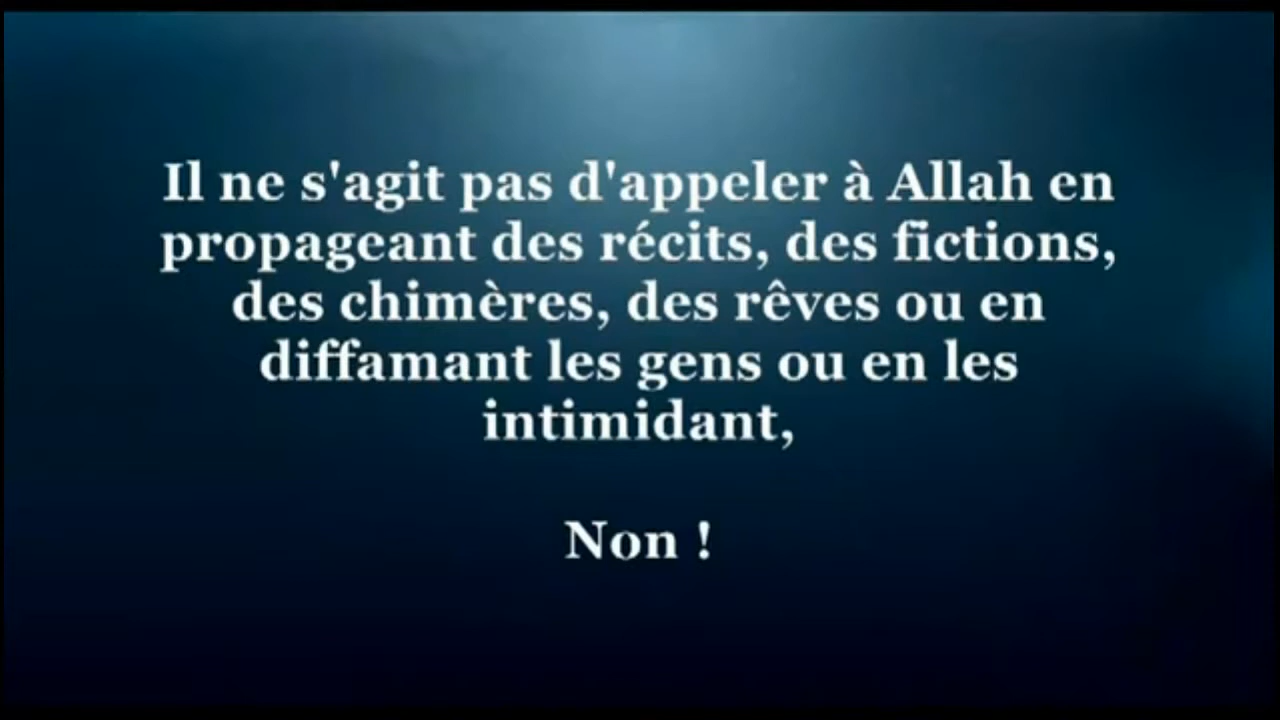 Il ne s'agit pas d'appeler à Allah en
propageant des récits, des fictions,
des chimères, des rêves ou en
diffamant les gens ou en les
intimidant,
Non !